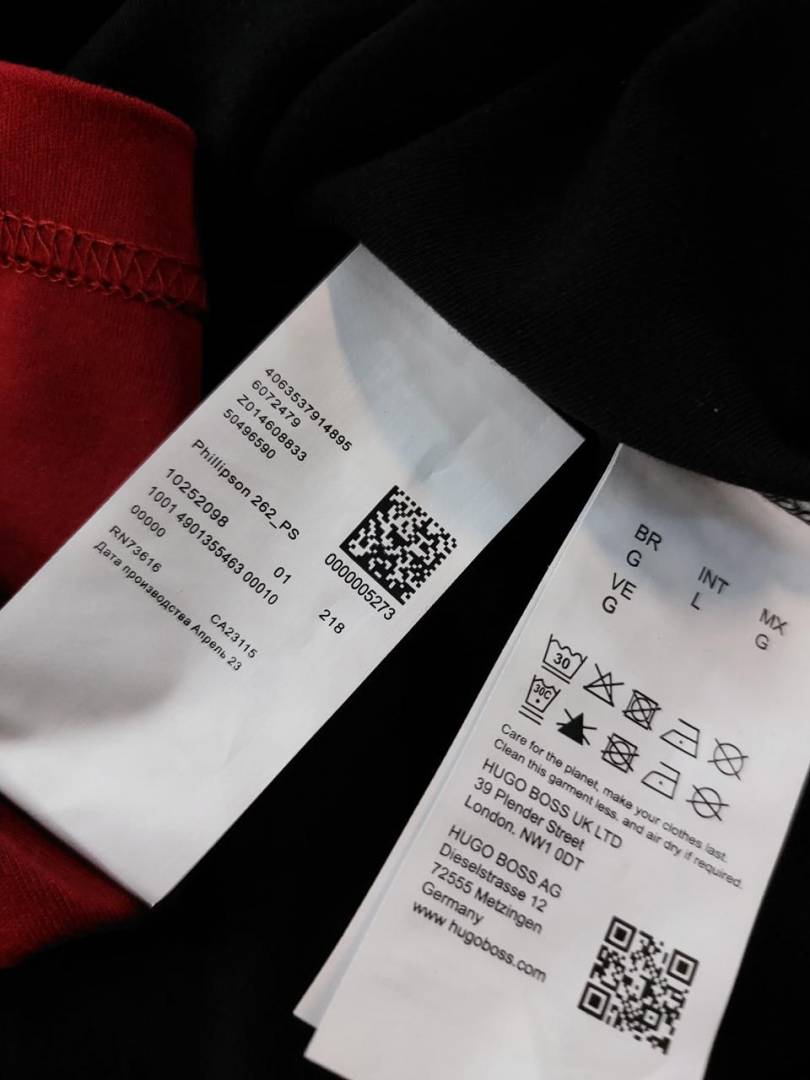 4063537914895
6072479
Z014608833
50496590
Phillipson 262_PS
10252098 01
1001 4901355463 00010
00000
RN73616 CA23115
Дата производства Апрель 23
0000005273
218
BR INT MX
G L G
VE
G
30
30C
Care for the planet, make your clothes last.
Clean this garment less. and air dry if required.
HUGO BOSS UK LTD
39 Plender Street
London. NW1 0DT
HUGO BOSS AG
Dieselstrasse 12
72555 Metzingen
Germany
www hugoboss.com